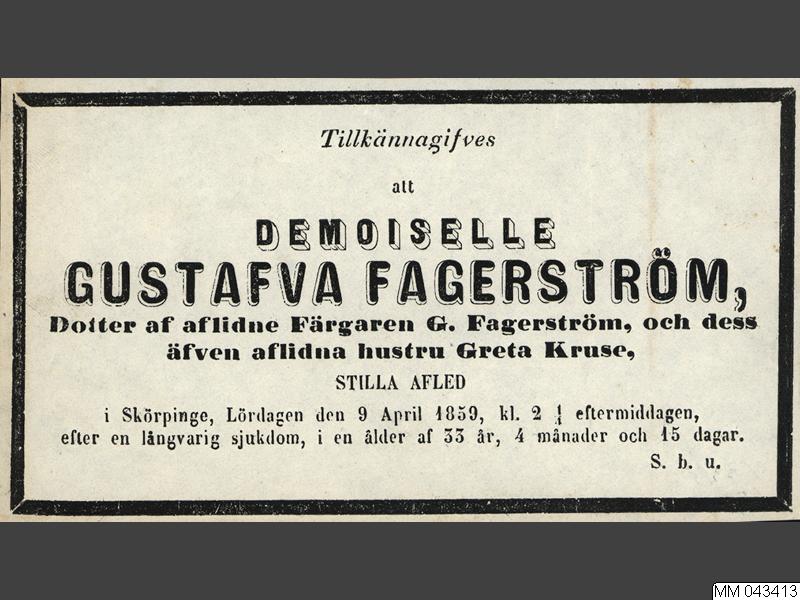 Tillkännagifves
att
DEMOISELLE
GUSTAFVA FAGERSTRÖM,
Dotter af aflidne Färgaren G. Fagerström, och dess
äfven aflidna hustru Greta Kruse,
STILLA AFLED
i Skörpinge, Lördagen den 9 April 1859, kl. 2 1/4 eftermiddagen,
efter en långvarig sjukdom, i en ålder af 33 år, 4 månader och 15 dagar.
S. b. u.
MM 043413